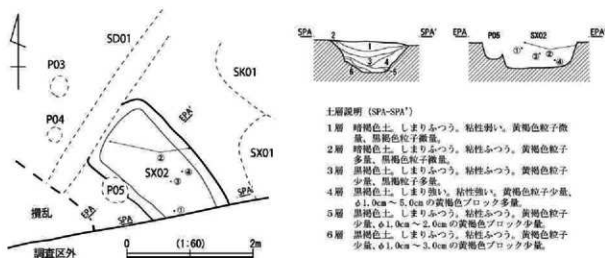 SD01
P03
P04
SK01
SX01
EPA'
②
SX02
④
③
P05
①
SPA'
EPA
SPA
攪乱
調査区外
0 (1:60) 2m
SPA SPA'
2 1
3 4
6 5
EPA P05 SX02 EPA'
①' ②
③' ④
土層説明 (SPA-SPA')
1層 暗褐色土。しまりふつう。粘性弱い。黄褐色粒子微
量、黒褐色粒子微量。
2層 暗褐色土。しまりふつう。粘性ふつう。黄褐色粒子
多量、黒褐色粒子微量。
3層 黒褐色土。しまりふつう。粘性ふつう。黄褐色粒子
少量、黒褐色粒子多量。
4層 黒褐色土。しまり強い。粘性強い。黄褐色粒子少量、
φ1.0cm～5.0cmの黄褐色ブロック多量。
5層 黒褐色土。しまりふつう。粘性ふつう。黄褐色粒子
少量、φ1.0cm～2.0cmの黄褐色ブロック少量。
6層 黒褐色土。しまりふつう。粘性ふつう。黄褐色粒子
少量、φ1.0cm～3.0cmの黄褐色ブロック少量。